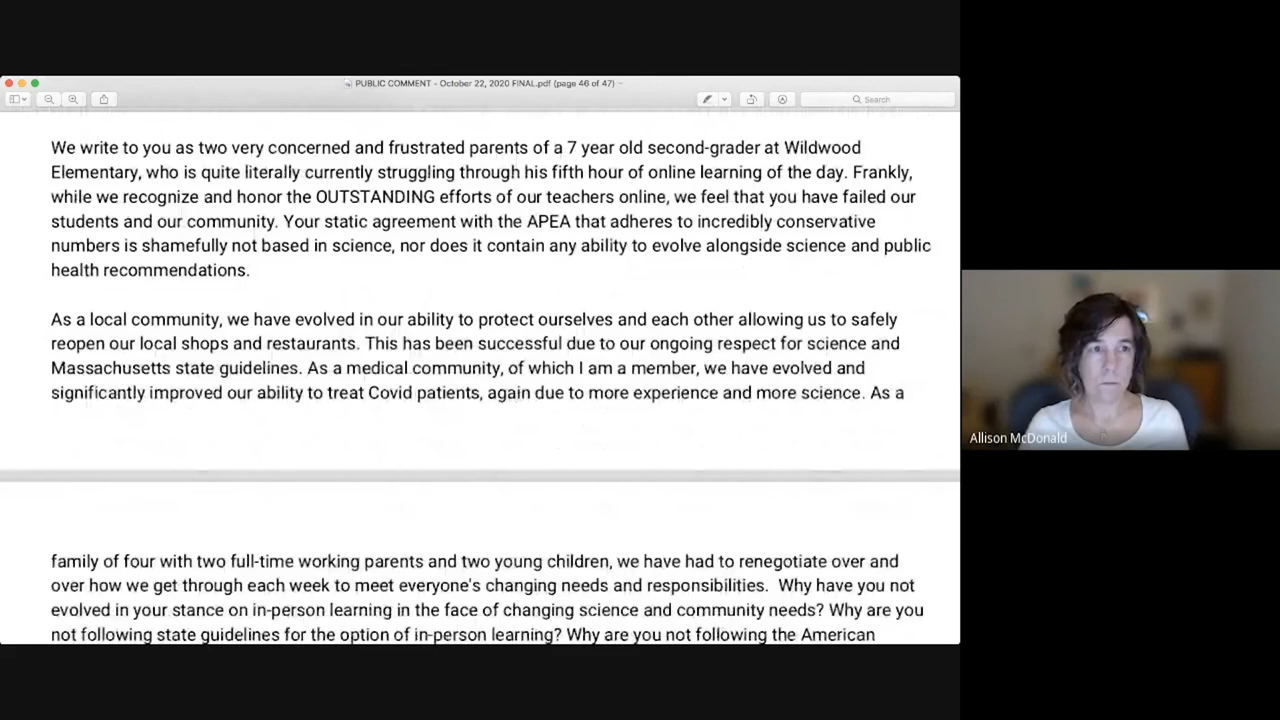 PUBLIC COMMENT - October 22, 2020 FINAL.pdf (page 46 of 47) ~
Search
We write to you as two very concerned and frustrated parents of a 7 year old second-grader at Wildwood
Elementary, who is quite literally currently struggling through his fifth hour of online learning of the day. Frankly,
while we recognize and honor the OUTSTANDING efforts of our teachers online, we feel that you have failed our
students and our community. Your static agreement with the APEA that adheres to incredibly conservative
numbers is shamefully not based in science, nor does it contain any ability to evolve alongside science and public
health recommendations.
As a local community, we have evolved in our ability to protect ourselves and each other allowing us to safely
reopen our local shops and restaurants. This has been successful due to our ongoing respect for science and
Massachusetts state guidelines. As a medical community, of which I am a member, we have evolved and
significantly improved our ability to treat Covid patients, again due to more experience and more science. As a
family of four with two full-time working parents and two young children, we have had to renegotiate over and
over how we get through each week to meet everyone's changing needs and responsibilities. Why have you not
evolved in your stance on in-person learning in the face of changing science and community needs? Why are you
not following state guidelines for the option of in-person learning? Why are you not following the American
Allison McDonald